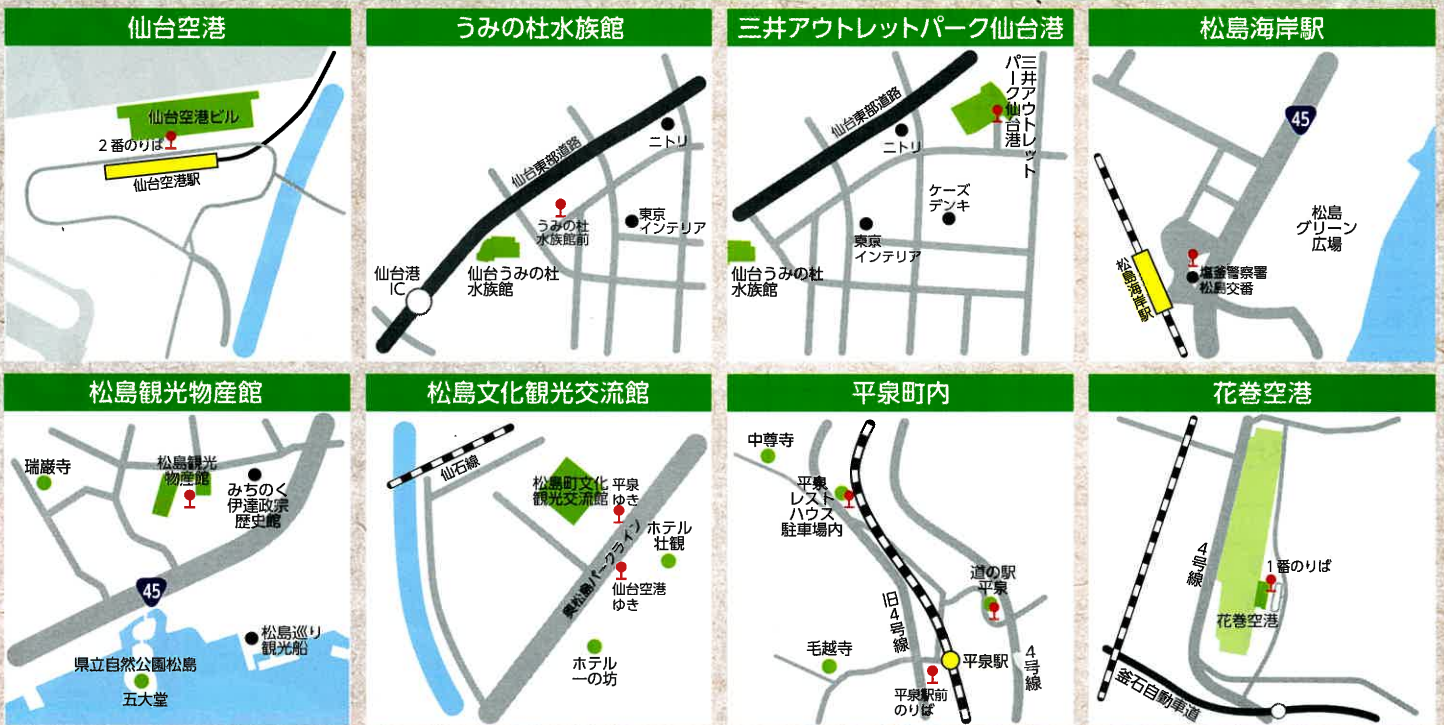 仙台空港
仙台空港ビル
2番のりば
仙台空港駅
うみの杜水族館
仙台東部道路
ニトリ
うみの杜
水族館前
東京
インテリア
仙台港
IC
仙台うみの杜
水族館
三井アウトレットパーク仙台港
三井アウトレット
パーク仙台港
仙台東部道路
ニトリ
ケーズ
デンキ
東京
インテリア
仙台うみの杜
水族館
松島海岸駅
45
松島
グリーン
広場
塩釜警察署
松島交番
松島海岸駅
松島観光物産館
瑞巌寺
松島観光
物産館
みちのく
伊達政宗
歴史館
45
松島巡り
観光船
県立自然公園松島
五大堂
松島文化観光交流館
仙石線
松島町文化
観光交流館
平泉
ゆき
ホテル
壮観
奥松島パークライン
仙台空港
ゆき
ホテル
一の坊
平泉町内
中尊寺
平泉
レスト
ハウス
駐車場内
道の駅
平泉
旧4号線
毛越寺
平泉駅
4号線
平泉駅前
のりば
花巻空港
4号線
1番のりば
花巻空港
釜石自動車道